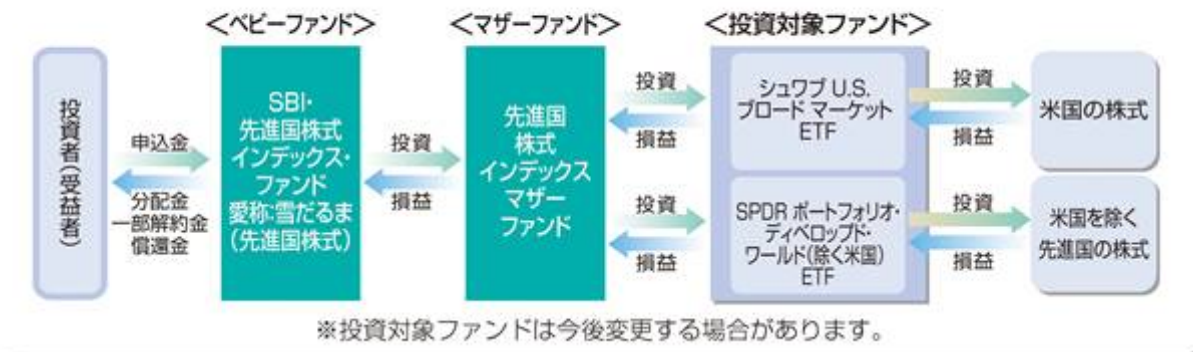 <ベビーファンド>
<マザーファンド>
<投資対象ファンド>
投資者(受益者)
申込金
分配金
一部解約金
償還金
SBI・
先進国株式
インデックス・
ファンド
愛称:雪だるま
(先進国株式)
投資
損益
先進国
株式
インデックス
マザー
ファンド
投資
損益
投資
損益
シュワブ U.S.
ブロード マーケット
ETF
SPDR ポートフォリオ・
ディベロップド・
ワールド(除く米国)
ETF
投資
損益
投資
損益
米国の株式
米国を除く
先進国の株式
※投資対象ファンドは今後変更する場合があります。